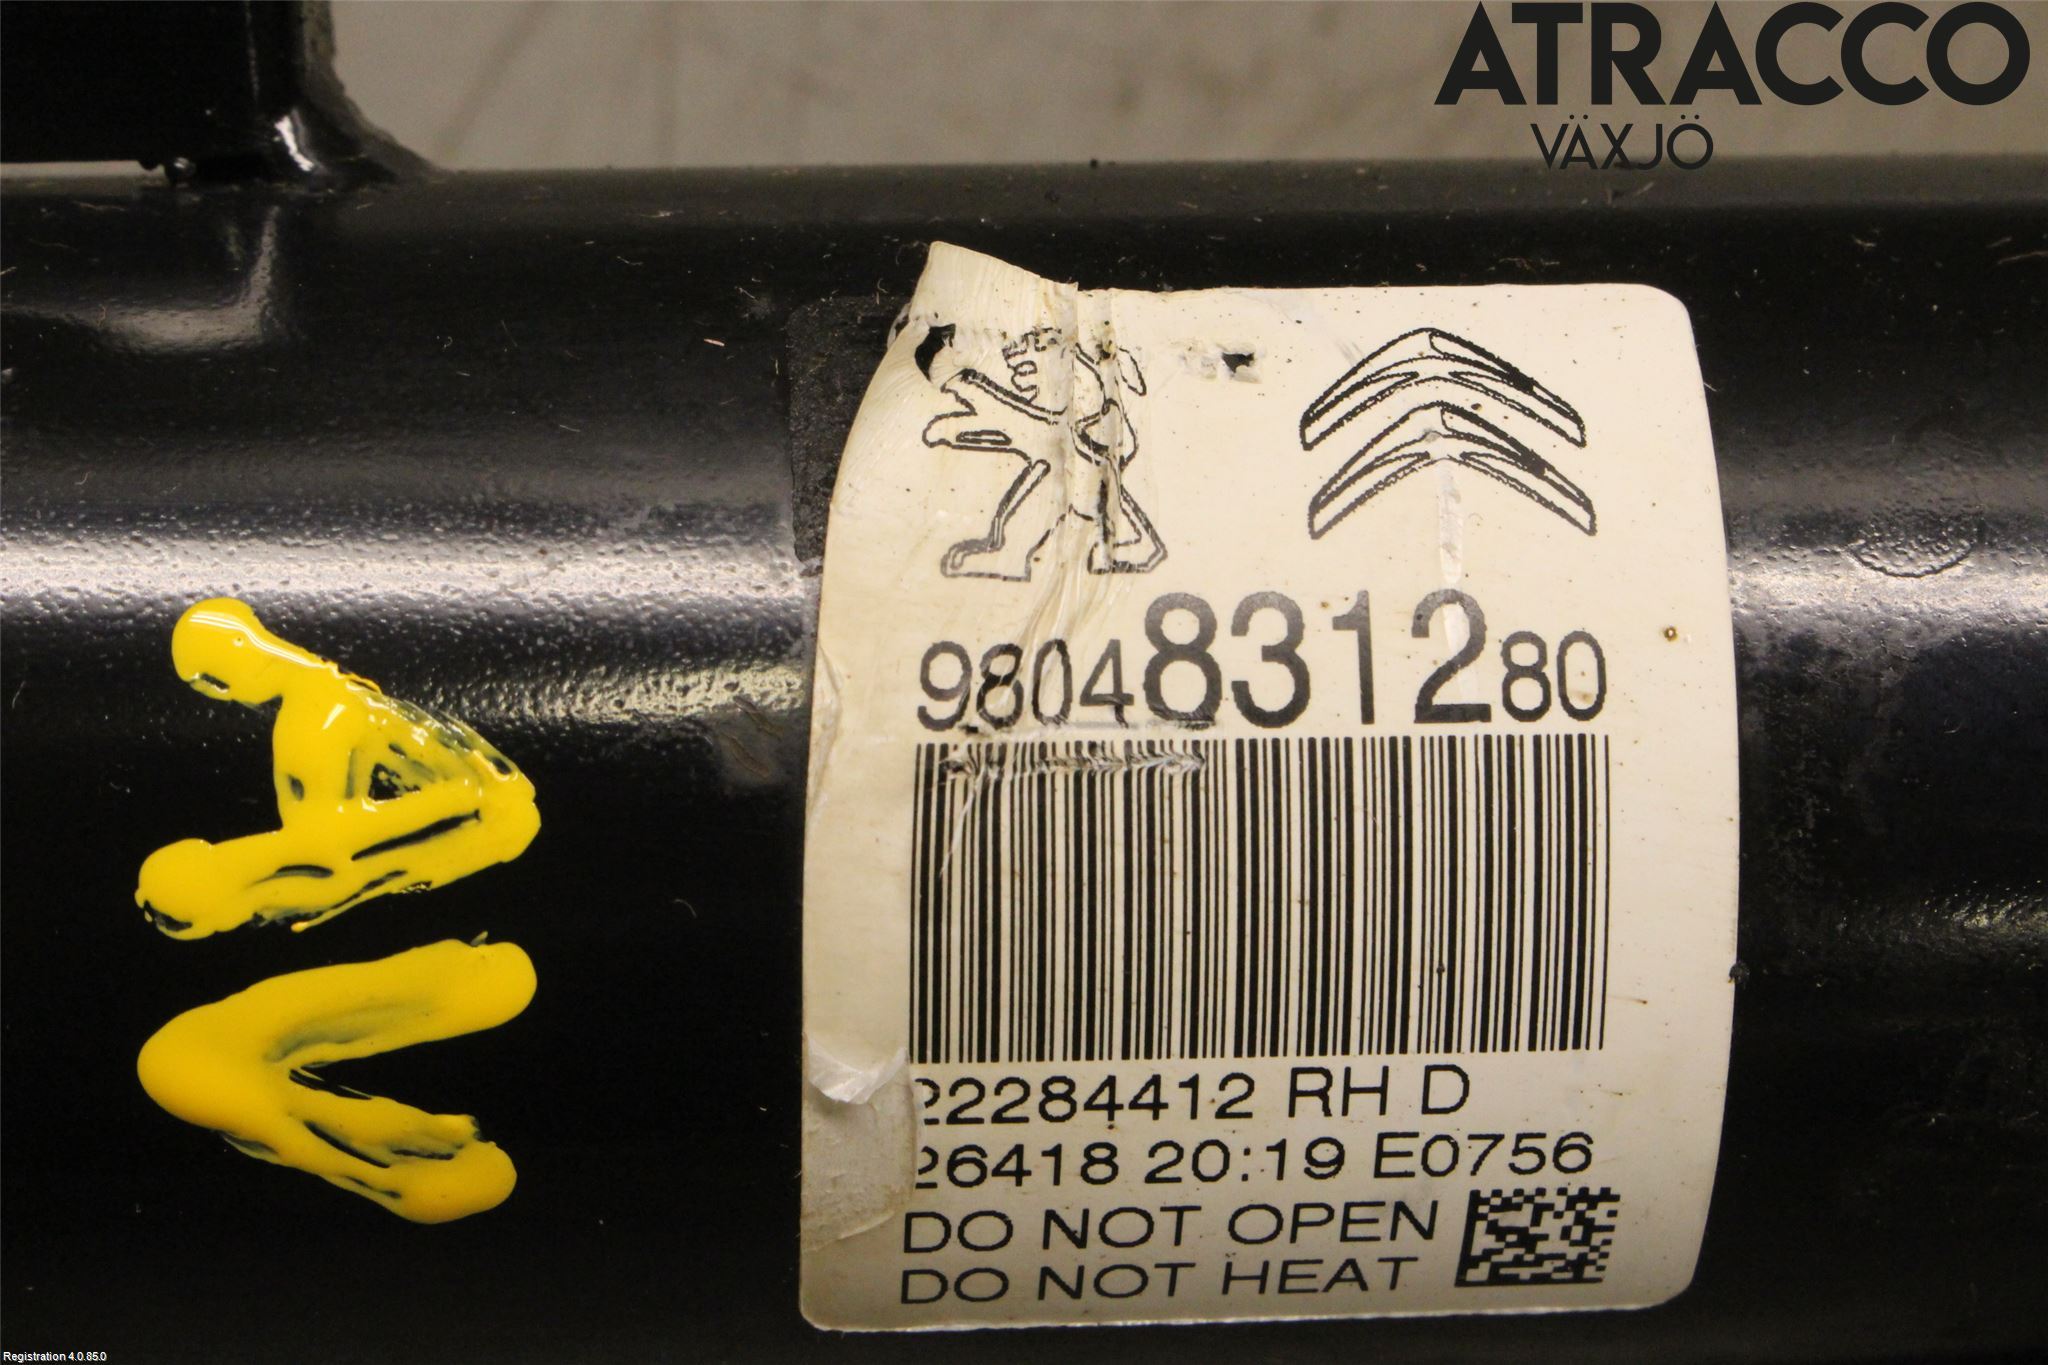 ATRACCO
VÄXJÖ
9804831280
22284412 RH D
26418 20:19 E0756
DO NOT OPEN
DO NOT HEAT
Registration 4.0.85.0